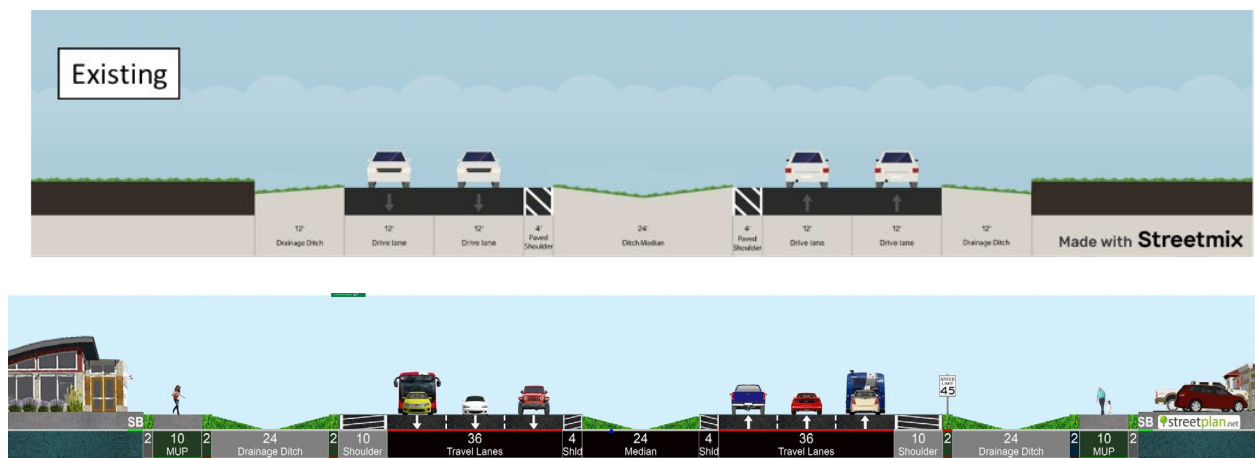 Existing
12' 12' 12' 4' 24' 4' 12' 12' 12'
Drainage Ditch Drive lane Drive lane Paved Shoulder Ditch Median Paved Shoulder Drive lane Drive lane Drainage Ditch
Made with Streetmix
SPEED
LIMIT
45
SB SB streetplan.net
2 10 2 24 10 36 4 24 4 36 10 2 24 2 10 2
MUP Drainage Ditch Shoulder Travel Lanes Shld Median Shld Travel Lanes Shoulder Drainage Ditch MUP